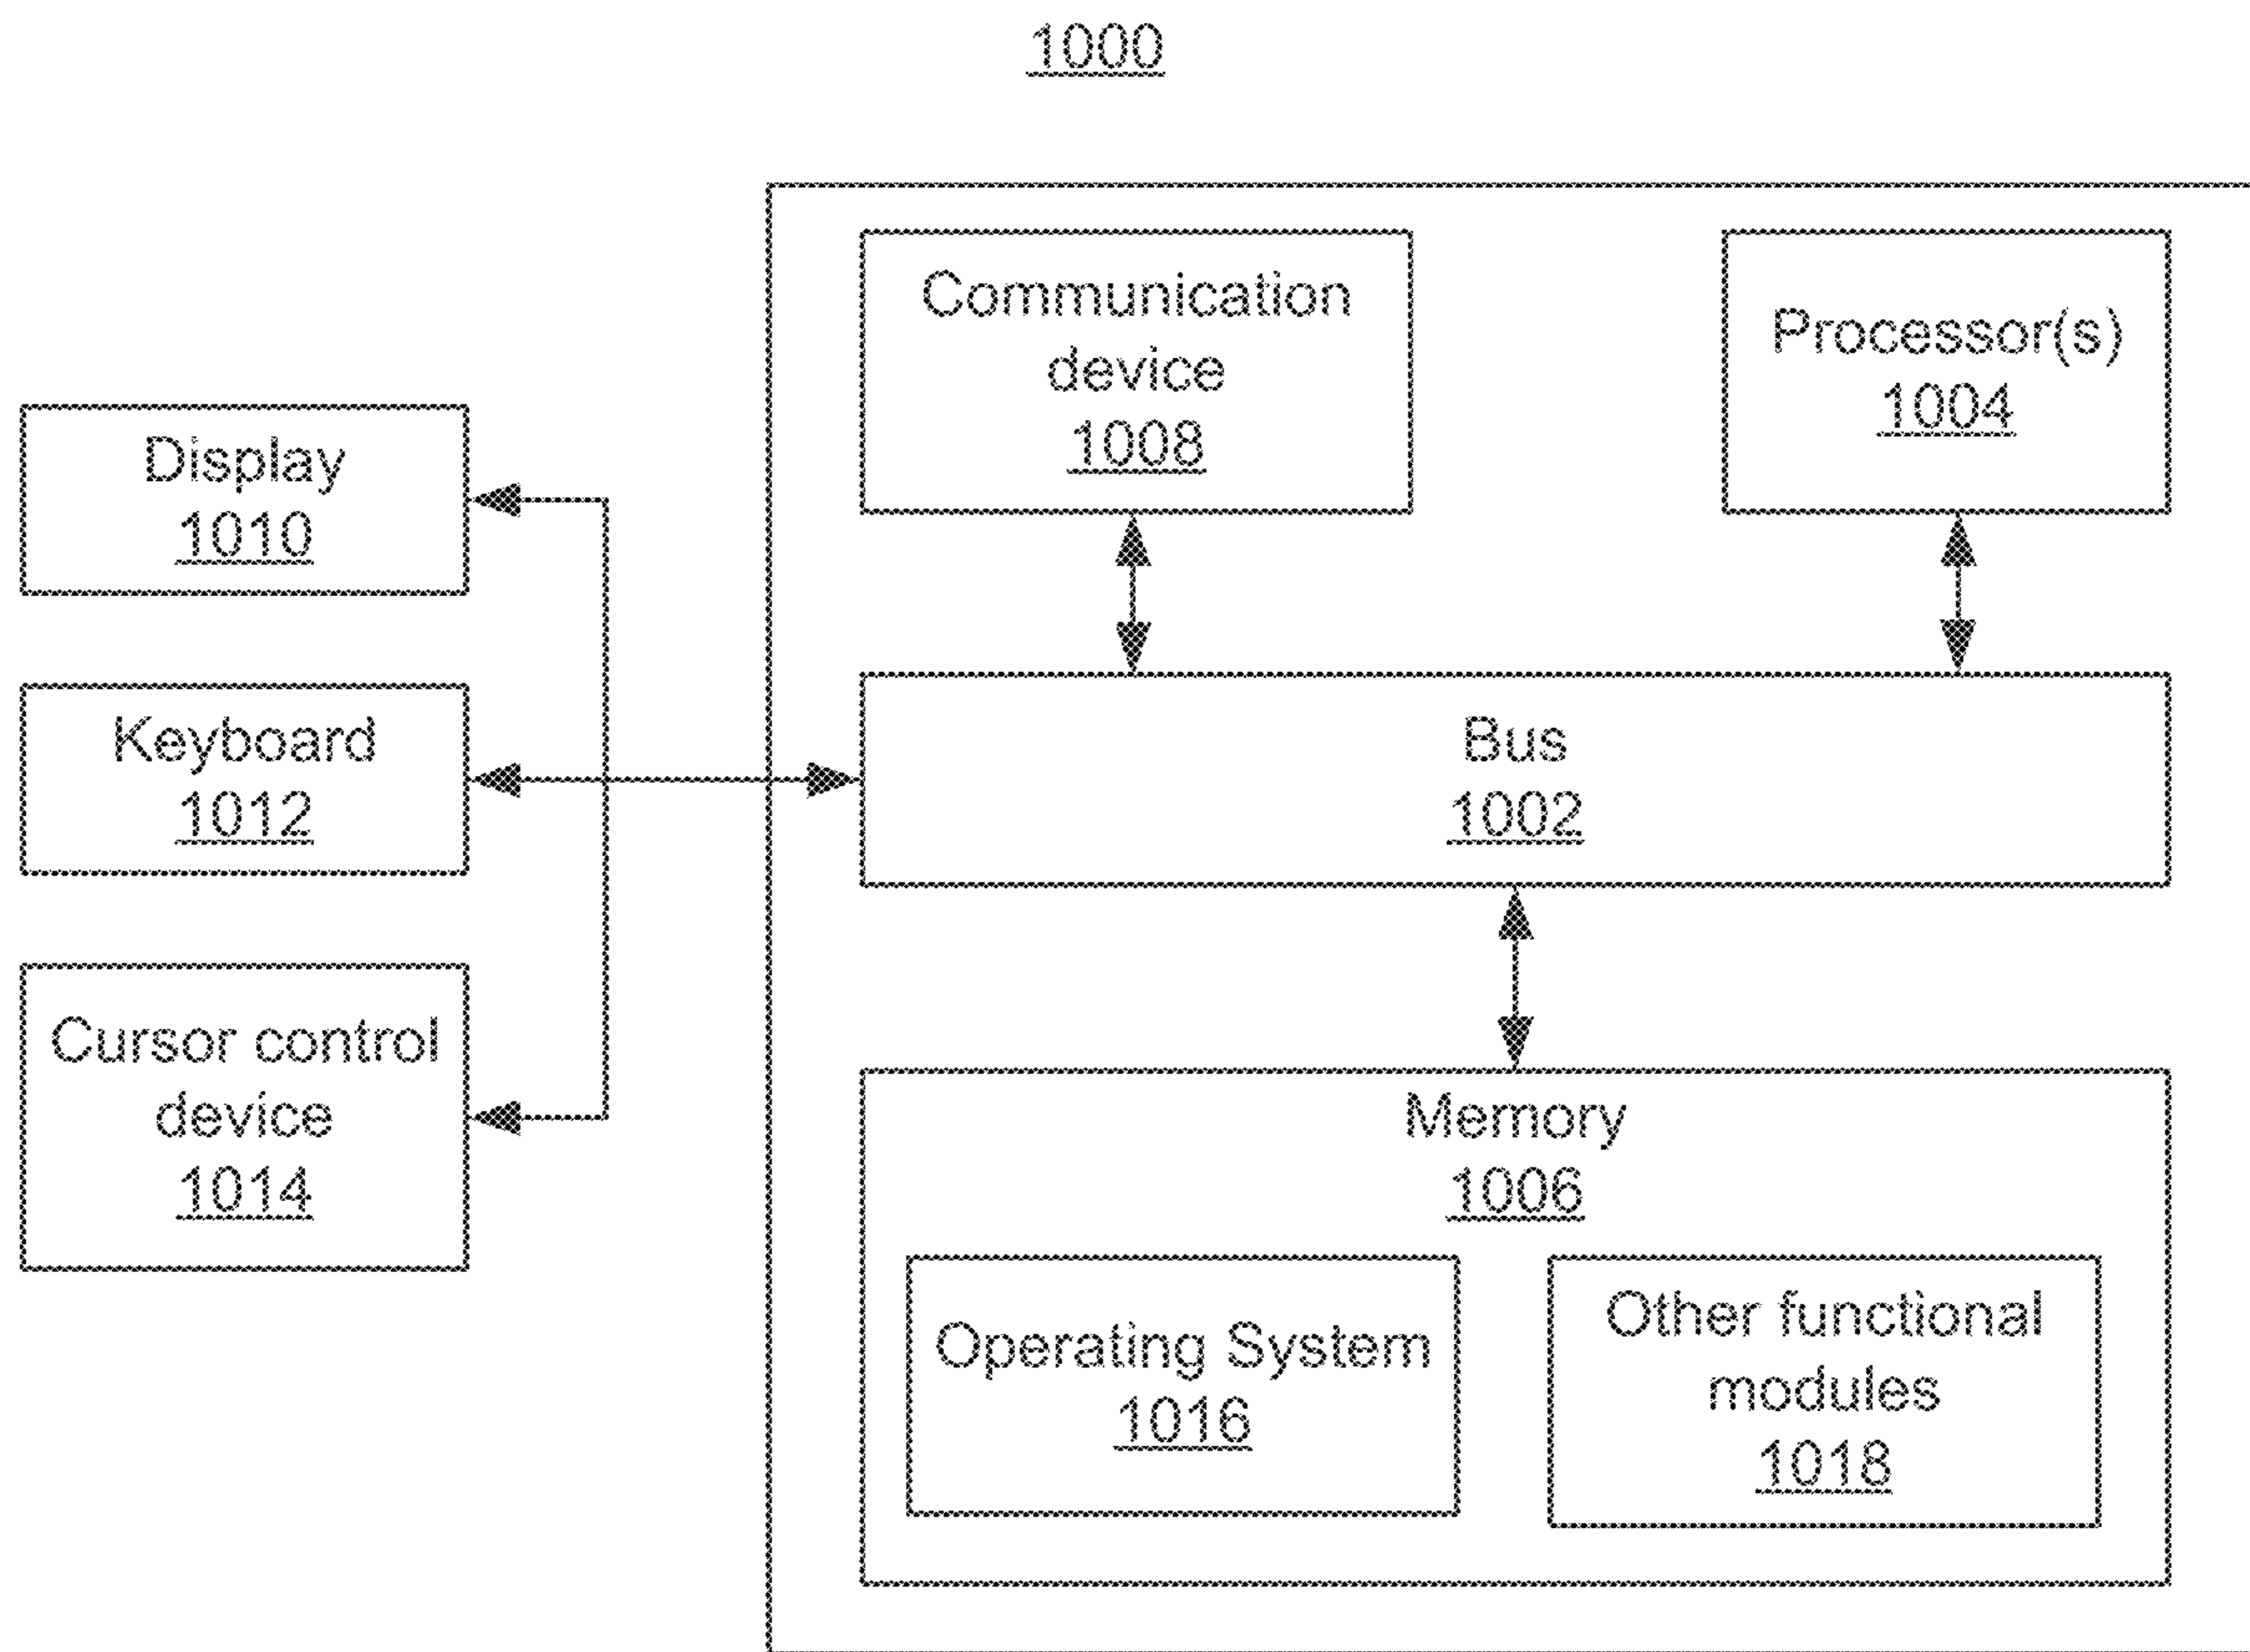 1000
Communication
device
1008
Processor(s)
1004
Display
1010
Keyboard
1012
Bus
1002
Cursor control
device
1014
Memory
1006
Operating System
1016
Other functional
modules
1018